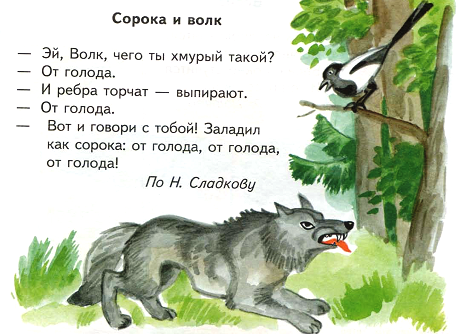 Сорока и волк
— Эй, Волк, чего ты хмурый такой?
— От голода.
— И ребра торчат — выпирают.
— От голода.
— Вот и говори с тобой! Заладил
как сорока: от голода, от голода,
от голода!
По Н. Сладкову